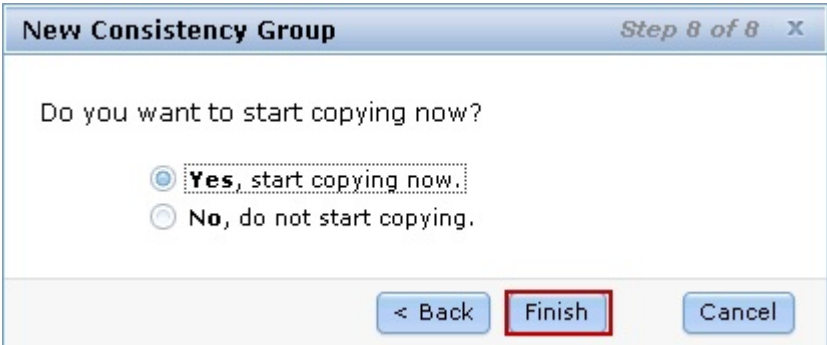 New Consistency Group Step 8 of 8 X
Do you want to start copying now?
Yes, start copying now.
No, do not start copying.
< Back Finish Cancel